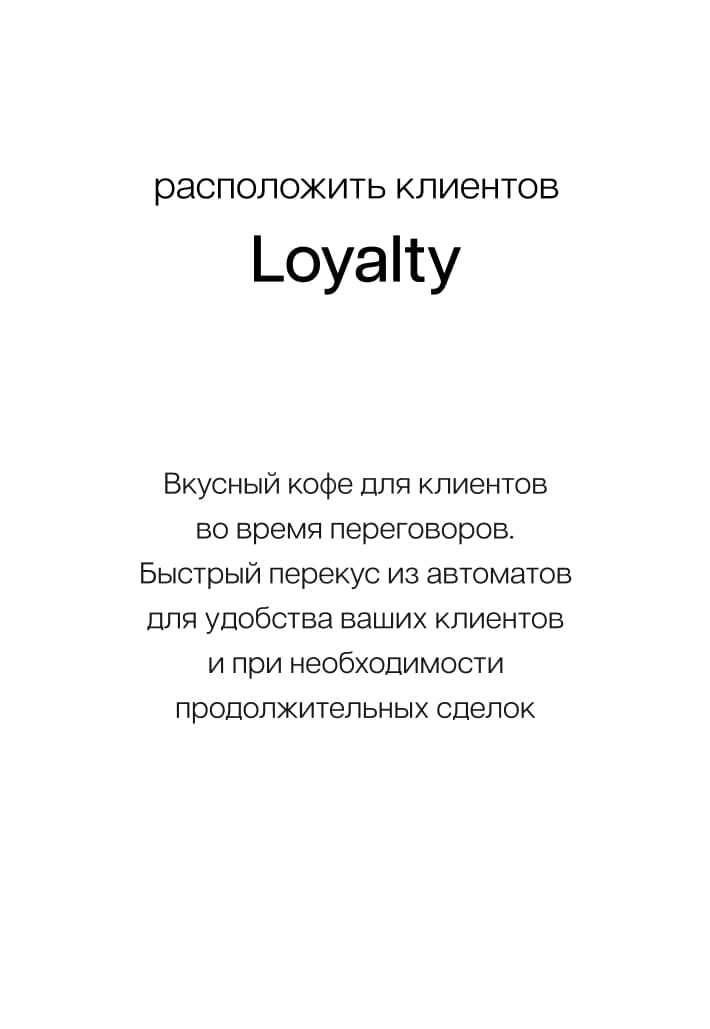 расположить клиентов
Loyalty
Вкусный кофе для клиентов
во время переговоров.
Быстрый перекус из автоматов
для удобства ваших клиентов
и при необходимости
продолжительных сделок